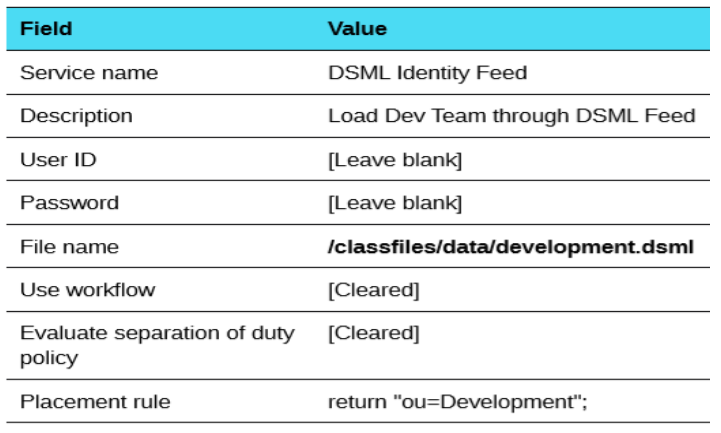 Field Value
Service name DSML Identity Feed
Description Load Dev Team through DSML Feed
User ID [Leave blank]
Password [Leave blank]
File name /classfiles/data/development.dsml
Use workflow [Cleared]
Evaluate separation of duty [Cleared]
policy
Placement rule return "ou=Development";